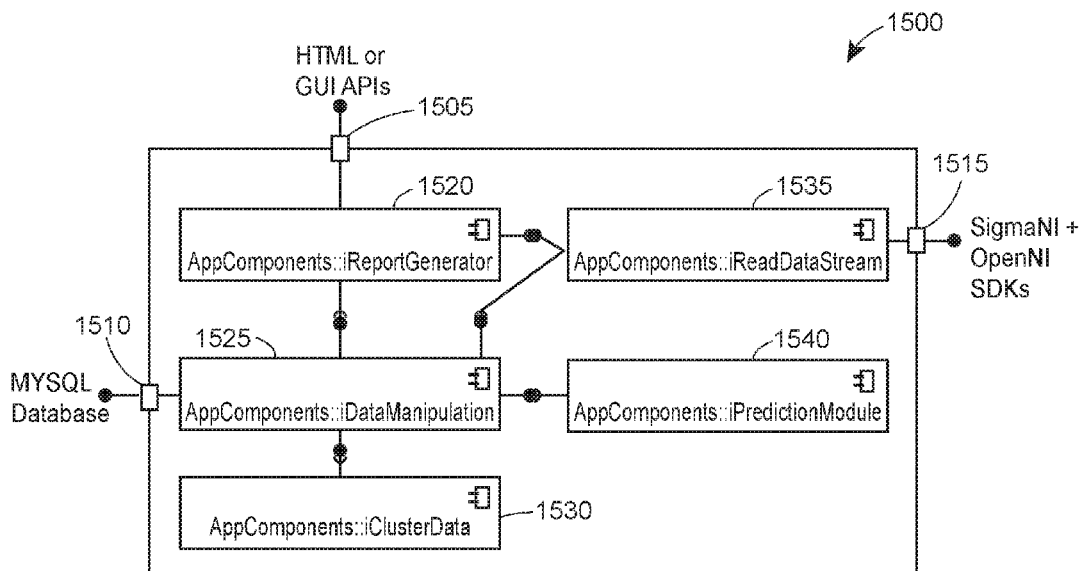 1500
HTML or
GUI APIs
1505
1520
1535
1515
AppComponents::iReportGenerator
AppComponents::iReadDataStream
SigmaNI +
OpenNI
SDKs
1510
1525
1540
MYSQL
Database
AppComponents::iDataManipulation
AppComponents::iPredictionModule
AppComponents::iClusterData
1530